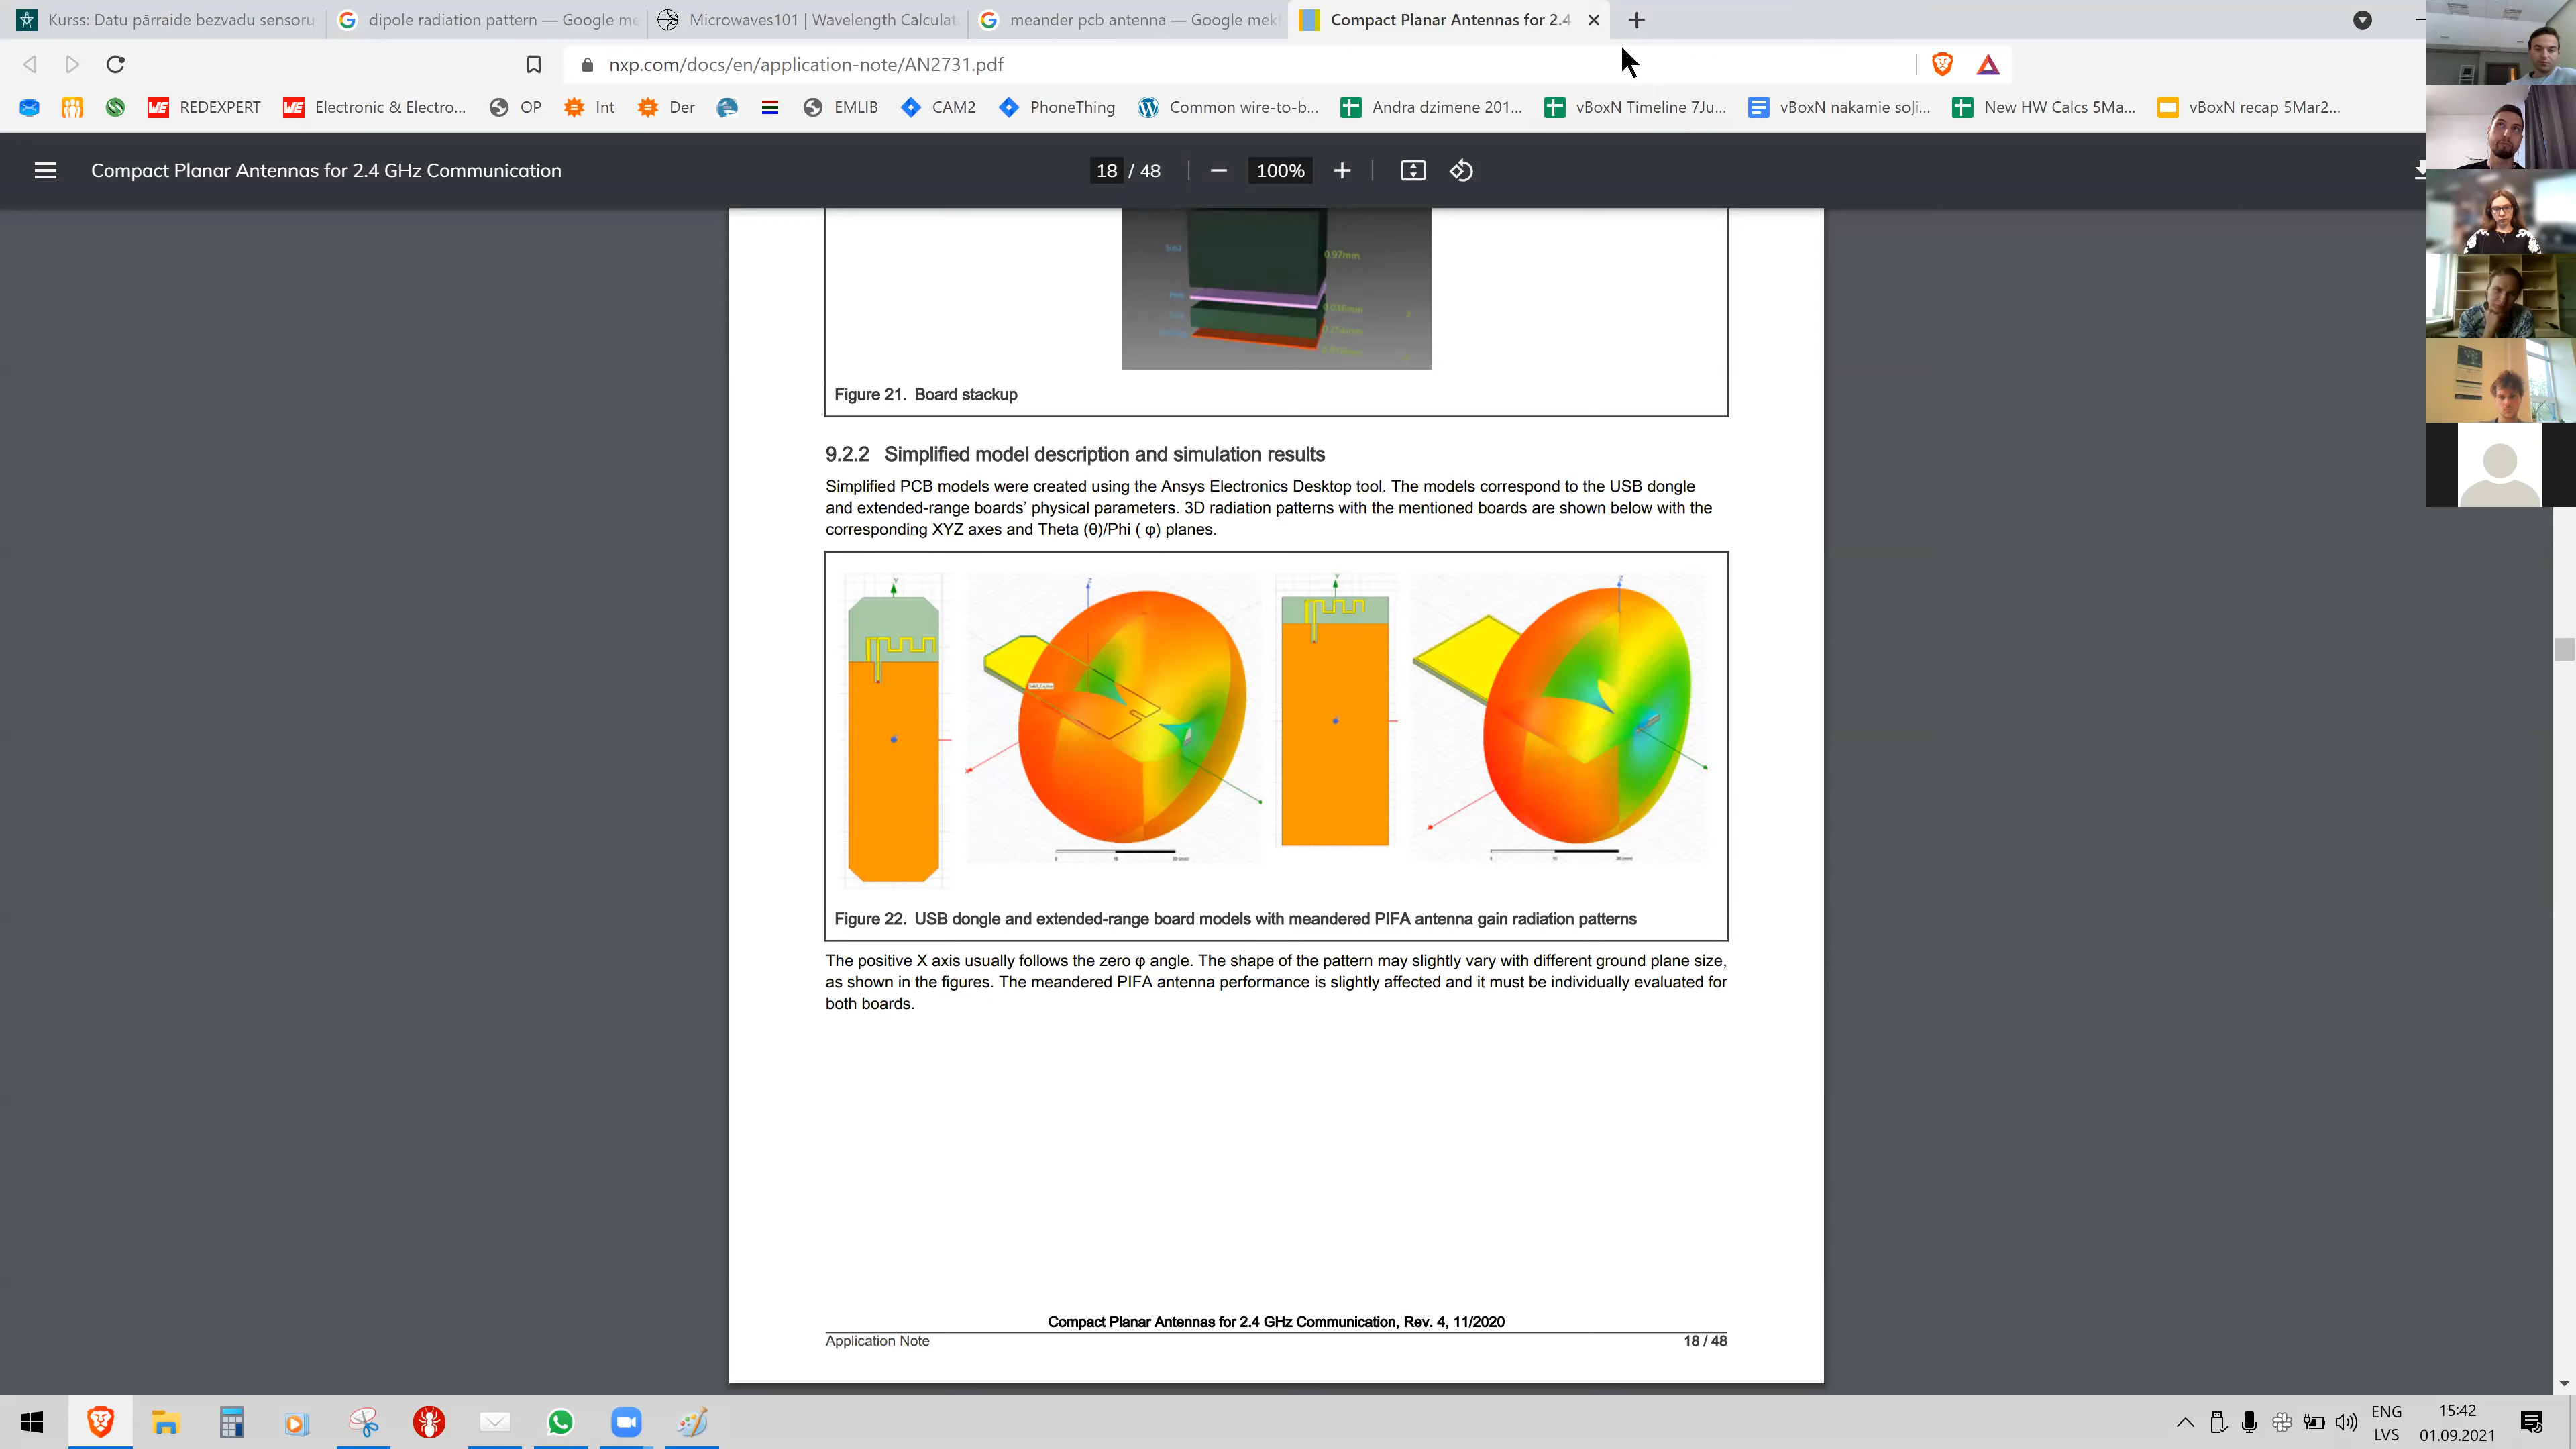 Kurss: Datu pārraide bezvadu sensoru
dipole radiation pattern — Google me
Microwaves101 | Wavelength Calculat
meander pcb antenna — Google mekl
Compact Planar Antennas for 2.4
nxp.com/docs/en/application-note/AN2731.pdf
REDEXPERT
Electronic & Electro...
OP
Int
Der
EMLIB
CAM2
PhoneThing
Common wire-to-b...
Andra dzimene 201...
vBoxN Timeline 7Ju...
vBoxN nākamie soļi...
New HW Calcs 5Ma...
vBoxN recap 5Mar2...
Compact Planar Antennas for 2.4 GHz Communication
18 / 48
100%
0.97mm
Figure 21. Board stackup
9.2.2 Simplified model description and simulation results
Simplified PCB models were created using the Ansys Electronics Desktop tool. The models correspond to the USB dongle
and extended-range boards' physical parameters. 3D radiation patterns with the mentioned boards are shown below with the
corresponding XYZ axes and Theta (θ)/Phi ( φ) planes.
Y
Z
Y
Z
Figure 22. USB dongle and extended-range board models with meandered PIFA antenna gain radiation patterns
The positive X axis usually follows the zero φ angle. The shape of the pattern may slightly vary with different ground plane size,
as shown in the figures. The meandered PIFA antenna performance is slightly affected and it must be individually evaluated for
both boards.
Compact Planar Antennas for 2.4 GHz Communication, Rev. 4, 11/2020
Application Note
18 / 48
ENG
LVS
15:42
01.09.2021